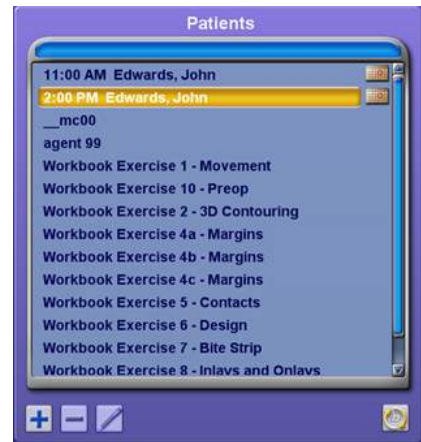 Patients
11:00 AM Edwards, John
2:00 PM Edwards, John
__mc00
agent 99
Workbook Exercise 1 - Movement
Workbook Exercise 10 - Preop
Workbook Exercise 2 - 3D Contouring
Workbook Exercise 4a - Margins
Workbook Exercise 4b - Margins
Workbook Exercise 4c - Margins
Workbook Exercise 5 - Contacts
Workbook Exercise 6 - Design
Workbook Exercise 7 - Bite Strip
Workbook Exercise 8 - Inlays and Onlays